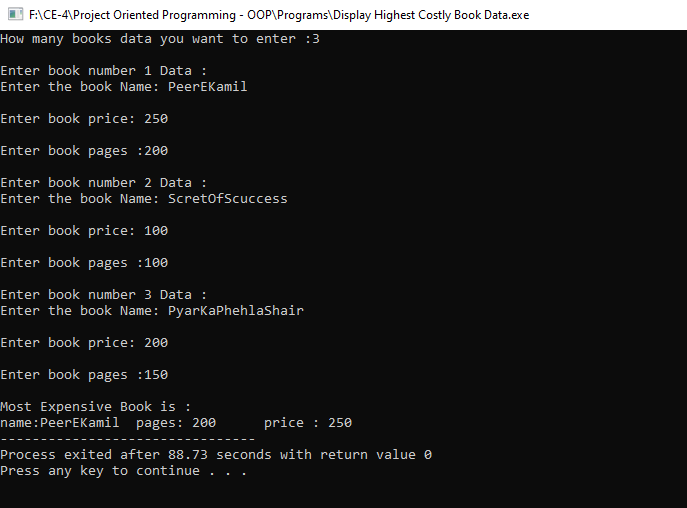 F:\CE-4\Project Oriented Programming - OOP\Programs\Display Highest Costly Book Data.exe
How many books data you want to enter :3
Enter book number 1 Data :
Enter the book Name: PeerEKamil
Enter book price: 250
Enter book pages :200
Enter book number 2 Data :
Enter the book Name: ScretOfScuccess
Enter book price: 100
Enter book pages :100
Enter book number 3 Data :
Enter the book Name: PyarKaPhehlaShair
Enter book price: 200
Enter book pages :150
Most Expensive Book is :
name:PeerEKamil  pages: 200      price : 250
--------------------------------
Process exited after 88.73 seconds with return value 0
Press any key to continue . . .